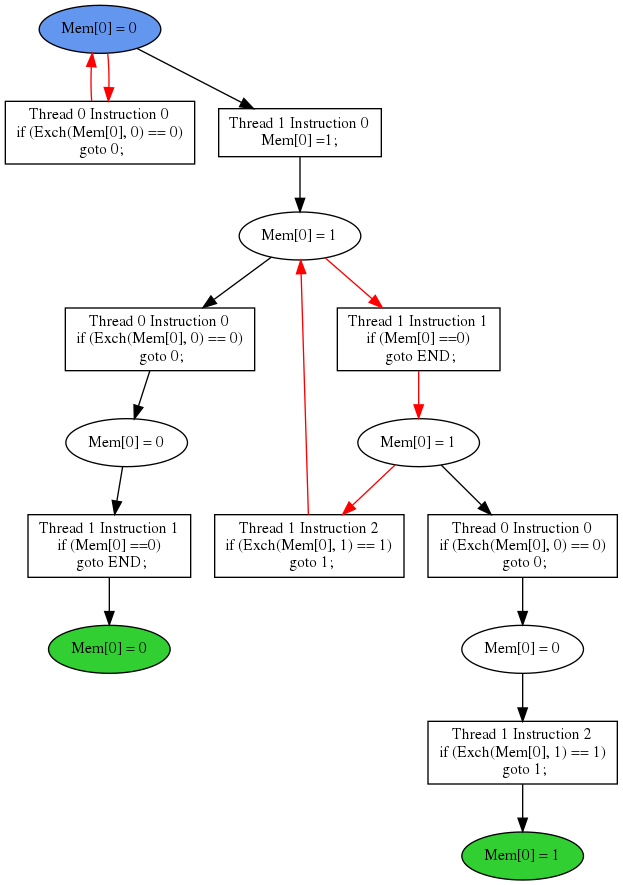 Mem[0] = 0
Thread 0 Instruction 0
if (Exch(Mem[0], 0) == 0)
goto 0;
Thread 1 Instruction 0
Mem[0] =1;
Mem[0] = 1
Thread 0 Instruction 0
if (Exch(Mem[0], 0) == 0)
goto 0;
Thread 1 Instruction 1
if (Mem[0] ==0)
goto END;
Mem[0] = 0
Mem[0] = 1
Thread 1 Instruction 1
if (Mem[0] ==0)
goto END;
Thread 1 Instruction 2
if (Exch(Mem[0], 1) == 1)
goto 1;
Thread 0 Instruction 0
if (Exch(Mem[0], 0) == 0)
goto 0;
Mem[0] = 0
Mem[0] = 0
Thread 1 Instruction 2
if (Exch(Mem[0], 1) == 1)
goto 1;
Mem[0] = 1